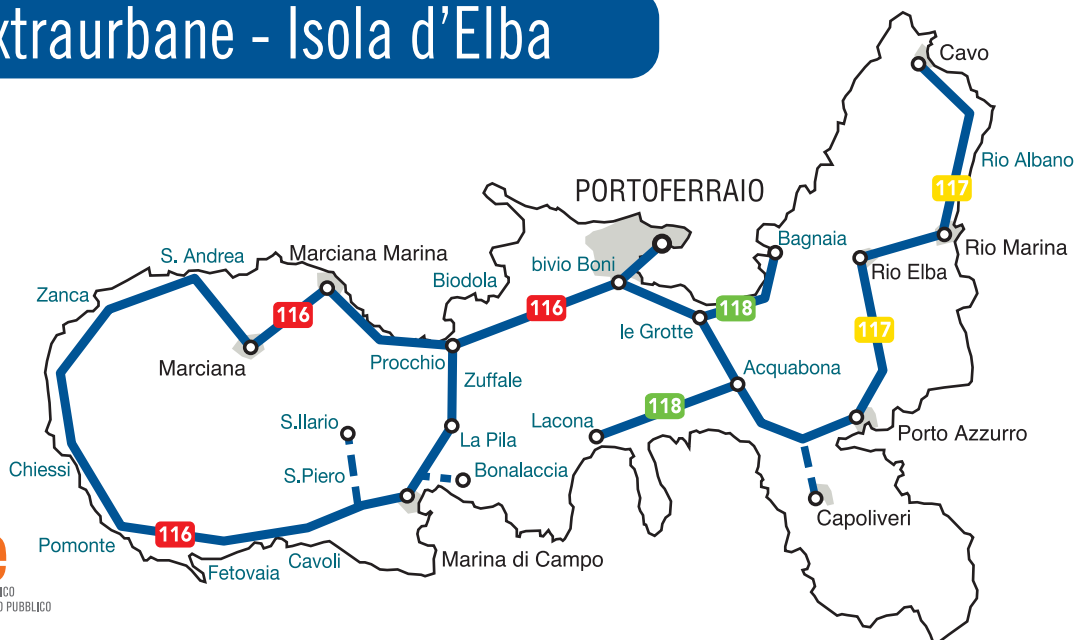 xtraurbane - Isola d'Elba
Cavo
Rio Albano
117
PORTOFERRAIO
Bagnaia
Rio Marina
S. Andrea
Marciana Marina
bivio Boni
Rio Elba
Biodola
Zanca
116
116
118
le Grotte
117
Marciana
Procchio
Acquabona
Zuffale
118
S.Ilario
Lacona
La Pila
Porto Azzurro
Chiessi
S.Piero
Bonalaccia
Capoliveri
116
Pomonte
Cavoli
Marina di Campo
Fetovaia
e
ICO
O PUBBLICO